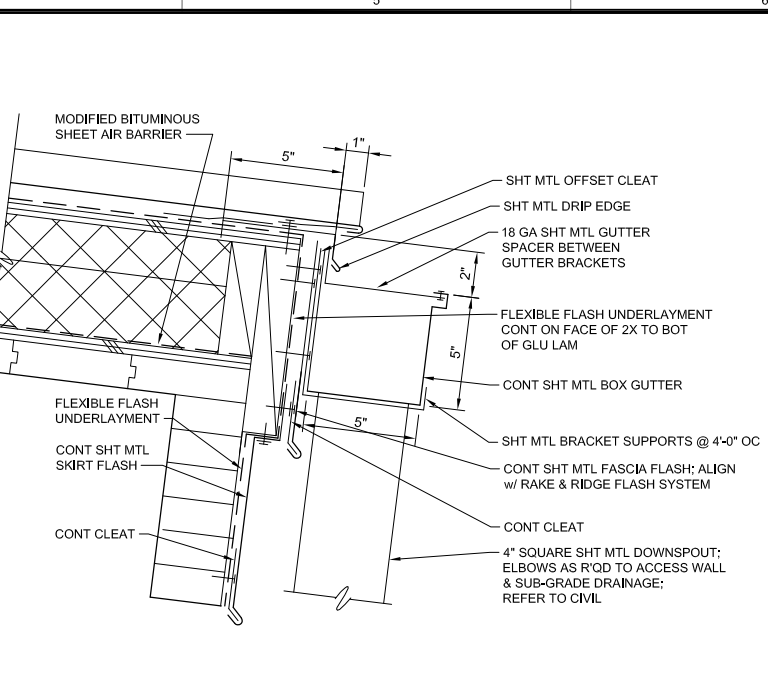 5
6
MODIFIED BITUMINOUS
SHEET AIR BARRIER
5"
1"
SHT MTL OFFSET CLEAT
SHT MTL DRIP EDGE
18 GA SHT MTL GUTTER
SPACER BETWEEN
GUTTER BRACKETS
2"
FLEXIBLE FLASH UNDERLAYMENT
CONT ON FACE OF 2X TO BOT
OF GLU LAM
5"
CONT SHT MTL BOX GUTTER
FLEXIBLE FLASH
UNDERLAYMENT
5"
SHT MTL BRACKET SUPPORTS @ 4'-0" OC
CONT SHT MTL
SKIRT FLASH
CONT SHT MTL FASCIA FLASH; ALIGN
w/ RAKE & RIDGE FLASH SYSTEM
CONT CLEAT
CONT CLEAT
4" SQUARE SHT MTL DOWNSPOUT;
ELBOWS AS R'QD TO ACCESS WALL
& SUB-GRADE DRAINAGE;
REFER TO CIVIL